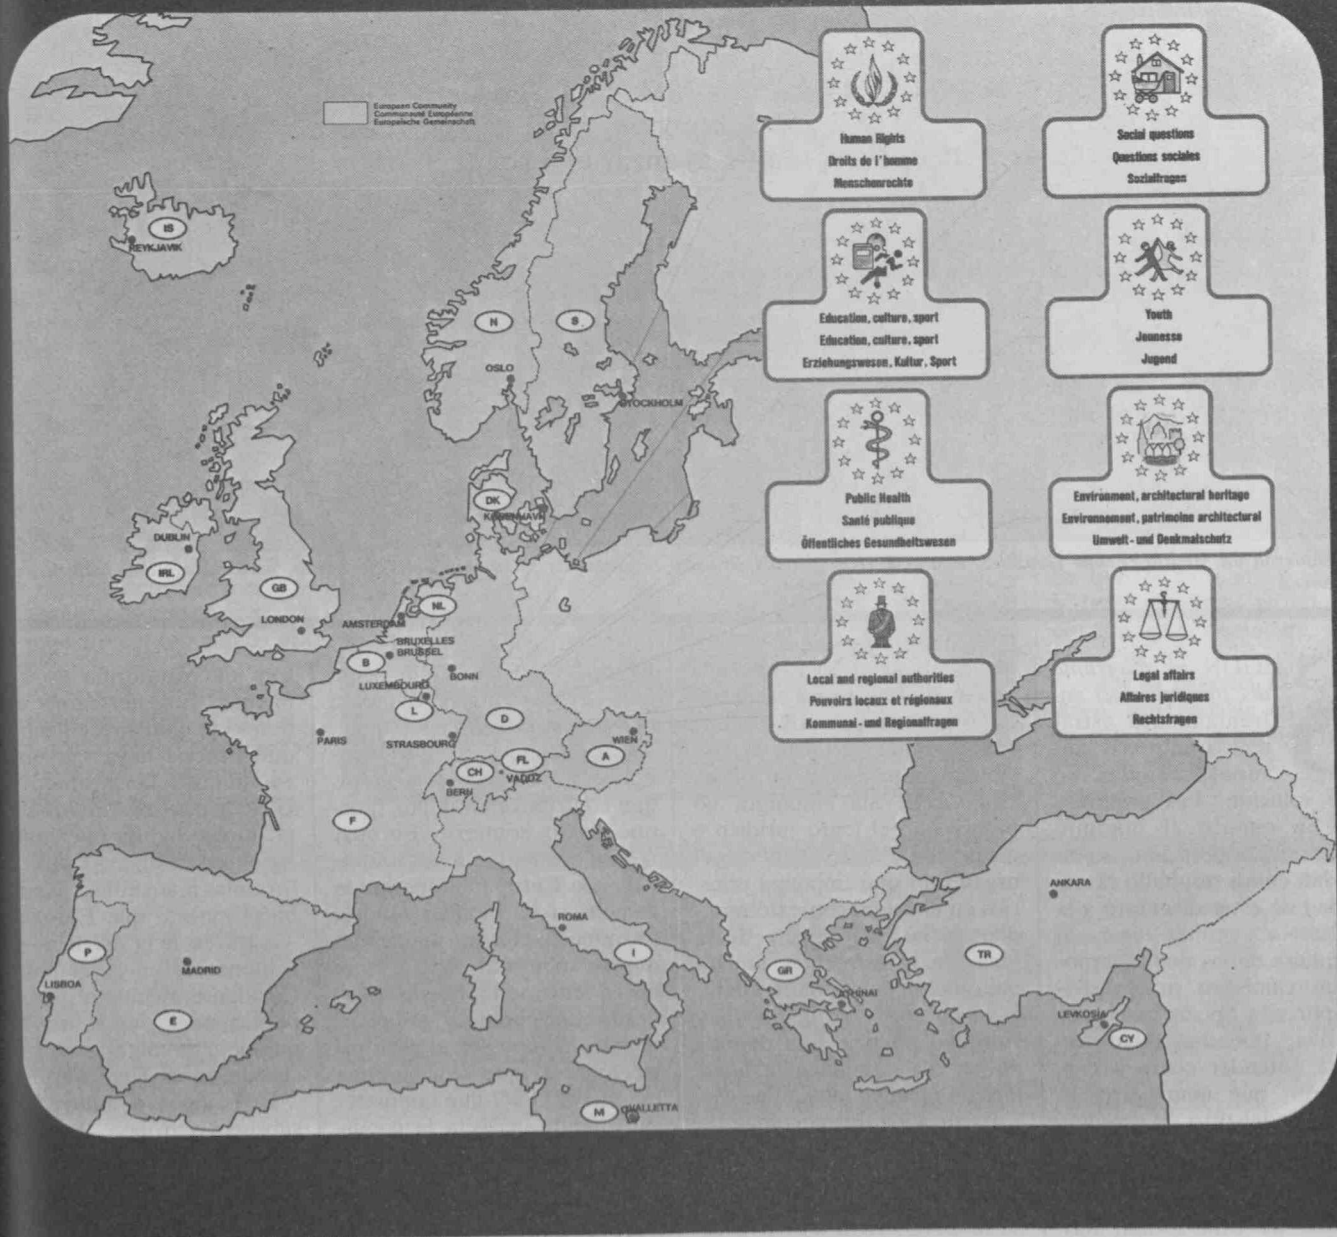 European Community
Communauté Européenne
Europäische Gemeinschaft
Human Rights
Droits de l'homme
Menschenrechte
Social questions
Questions sociales
Sozialfragen
Education, culture, sport
Education, culture, sport
Erziehungswesen, Kultur, Sport
Youth
Jeunesse
Jugend
Public Health
Santé publique
Öffentliches Gesundheitswesen
Environment, architectural heritage
Environnement, patrimoine architectural
Umwelt- und Denkmalschutz
Local and regional authorities
Pouvoirs locaux et régionaux
Kommunal- und Regionalfragen
Legal affairs
Affaires juridiques
Rechtsfragen
IS
REYKJAVIK
N
S
OSLO
STOCKHOLM
DK
KØBENHAVN
DUBLIN
IRL
GB
LONDON
NL
AMSTERDAM
BRUXELLES
BRUSSEL
B
BONN
LUXEMBOURG
L
D
PARIS
STRASBOURG
WIEN
A
FL
CH
VADUZ
BERN
F
ANKARA
ROMA
P
I
TR
MADRID
GR
LISBOA
ATHINAI
E
LEVKOSIA
CY
M
VALLETTA